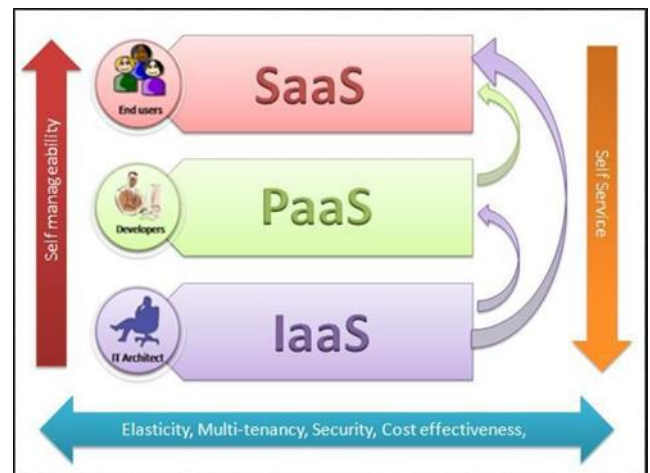 Self manageability
End users
SaaS
Developers
PaaS
IT Architect
IaaS
Self Service
Elasticity, Multi-tenancy, Security, Cost effectiveness,